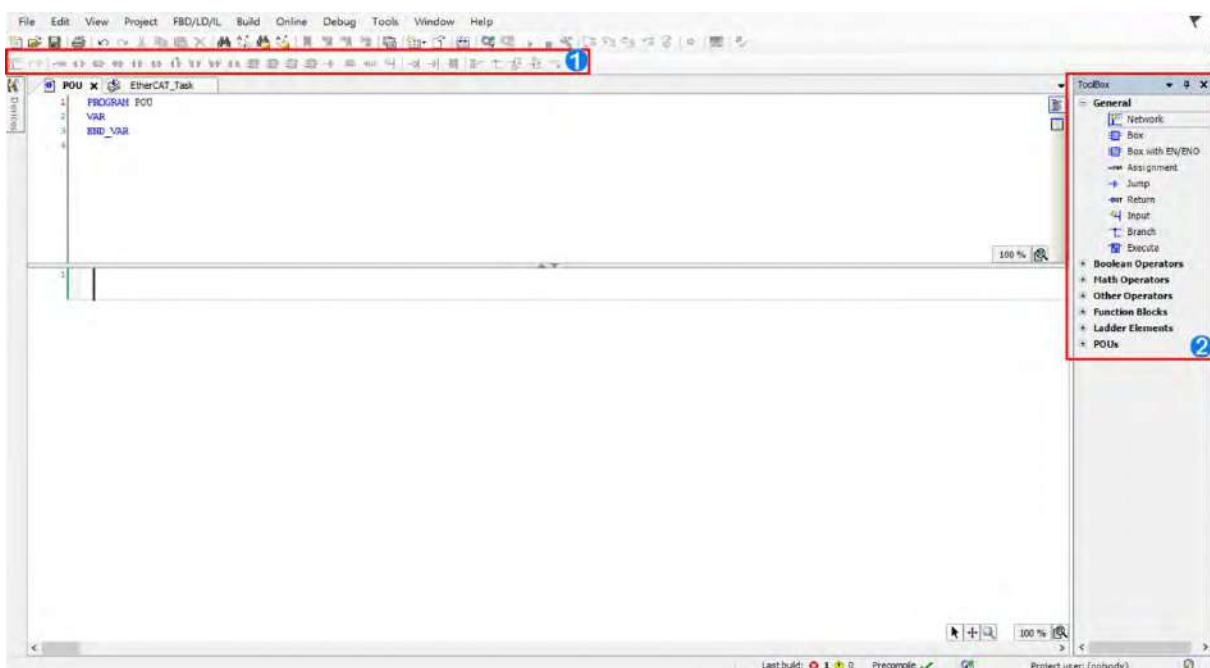 File Edit View Project FBD/LD/IL Build Online Debug Tools Window Help
1
POU EtherCAT_Task
Devices
1 PROGRAM POU
2 VAR
3 END_VAR
4
100 %
1
100 %
ToolBox
General
Network
Box
Box with EN/ENO
Assignment
Jump
Return
Input
Branch
Execute
Boolean Operators
Math Operators
Other Operators
Function Blocks
Ladder Elements
POUs
2
Last build: 1 0 Precompile Project user: (nobody)